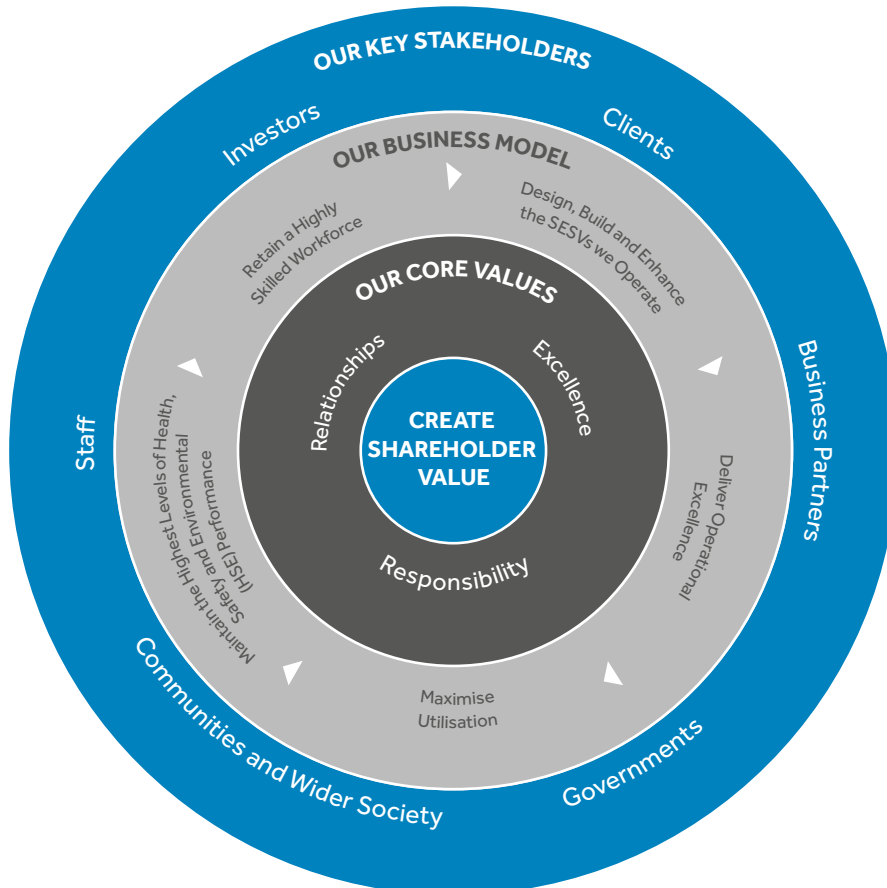 OUR KEY STAKEHOLDERS
Investors
Clients
Business Partners
Governments
Communities and Wider Society
Staff
OUR BUSINESS MODEL
Design, Build and Enhance
the SESVs we Operate
Deliver Operational
Excellence
Maximise
Utilisation
Maintain the Highest Levels of Health,
Safety and Environmental
(HSE) Performance
Retain a Highly
Skilled Workforce
OUR CORE VALUES
Relationships
Excellence
Responsibility
CREATE
SHAREHOLDER
VALUE